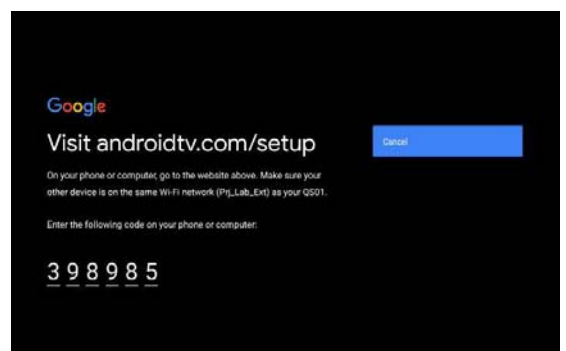 Google
Visit androidtv.com/setup
Cancel
On your phone or computer, go to the website above. Make sure your
other device is on the same Wi-Fi network (Prj_Lab_Ext) as your QS01.
Enter the following code on your phone or computer:
398985